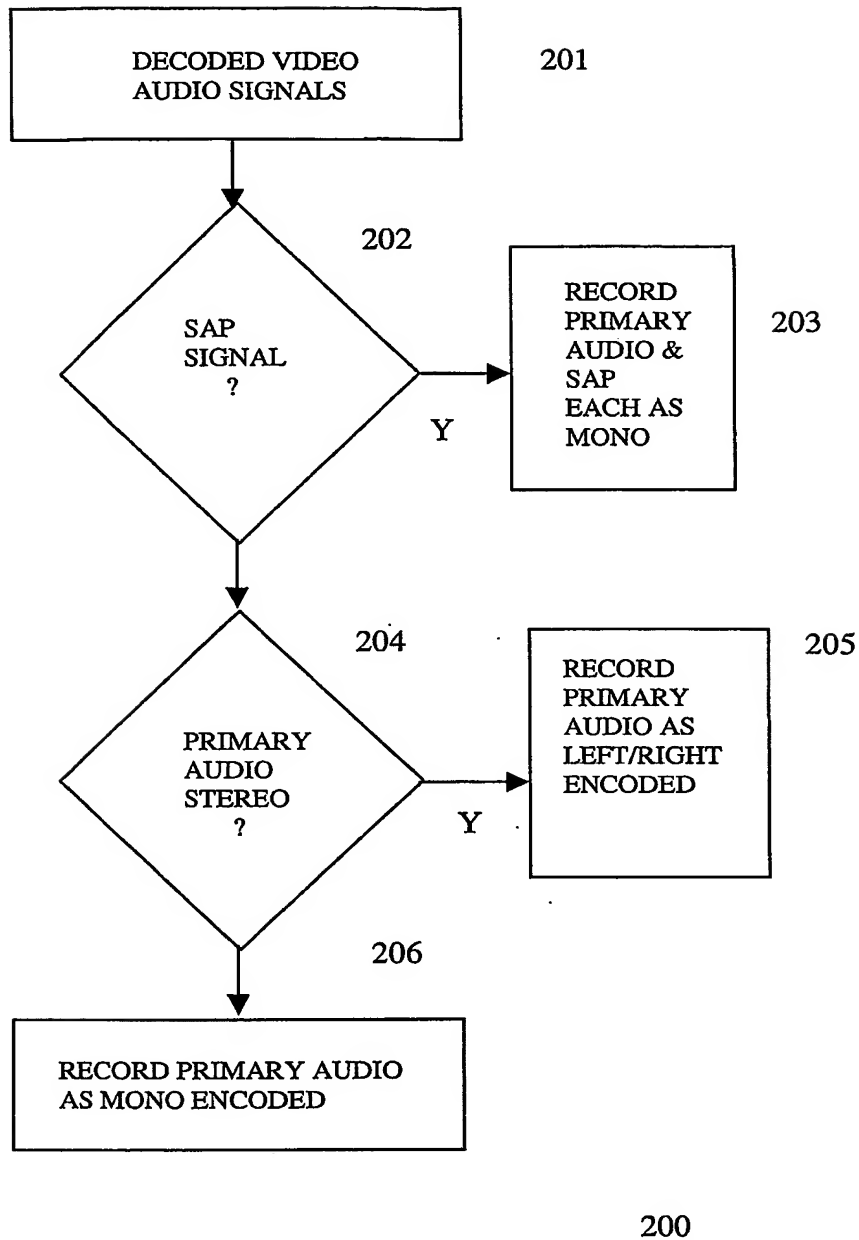 DECODED VIDEO
AUDIO SIGNALS
201
202
SAP
SIGNAL
?
Y
RECORD
PRIMARY
AUDIO &
SAP
EACH AS
MONO
203
204
PRIMARY
AUDIO
STEREO
?
Y
RECORD
PRIMARY
AUDIO AS
LEFT/RIGHT
ENCODED
205
206
RECORD PRIMARY AUDIO
AS MONO ENCODED
200